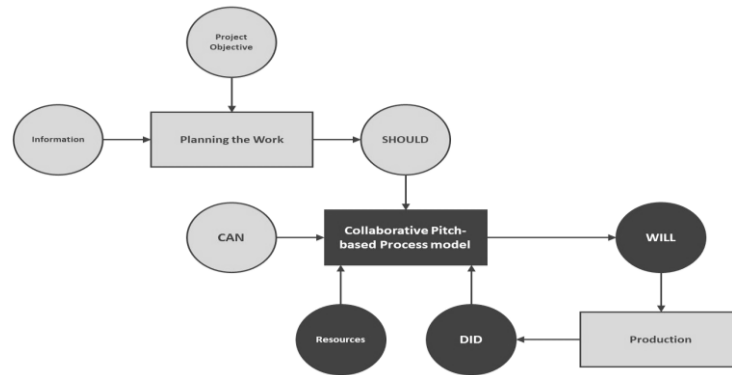 Project
Objective
Information
Planning the Work
SHOULD
CAN
Collaborative Pitch-
based Process model
WILL
Resources
DID
Production